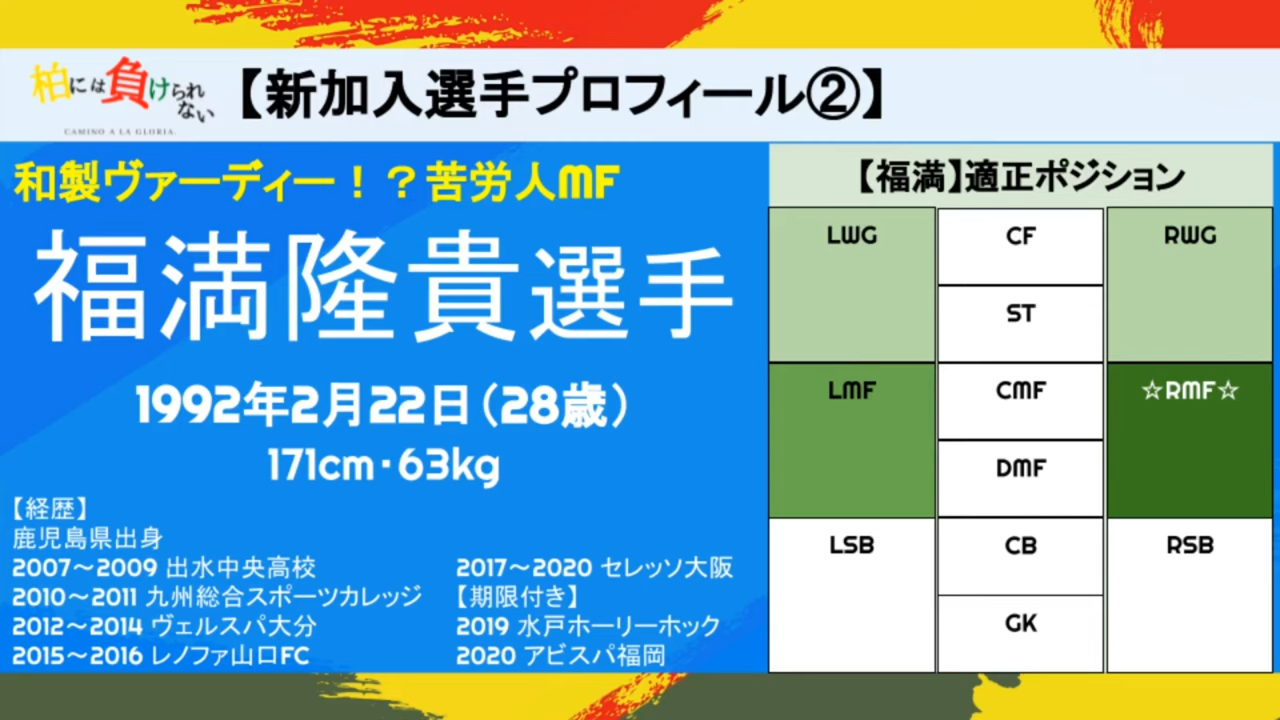 柏には負けられない
CAMINO A LA GLORIA.
【新加入選手プロフィール②】
和製ヴァーディー！？苦労人MF
福満隆貴選手
1992年2月22日（28歳）
171cm・63kg
【経歴】
鹿児島県出身
2007〜2009 出水中央高校
2010〜2011 九州総合スポーツカレッジ
2012〜2014 ヴェルスパ大分
2015〜2016 レノファ山口FC
2017〜2020 セレッソ大阪
【期限付き】
2019 水戸ホーリーホック
2020 アビスパ福岡
【福満】適正ポジション
LWG CF RWG
ST
LMF CMF ☆RMF☆
DMF
LSB CB RSB
GK